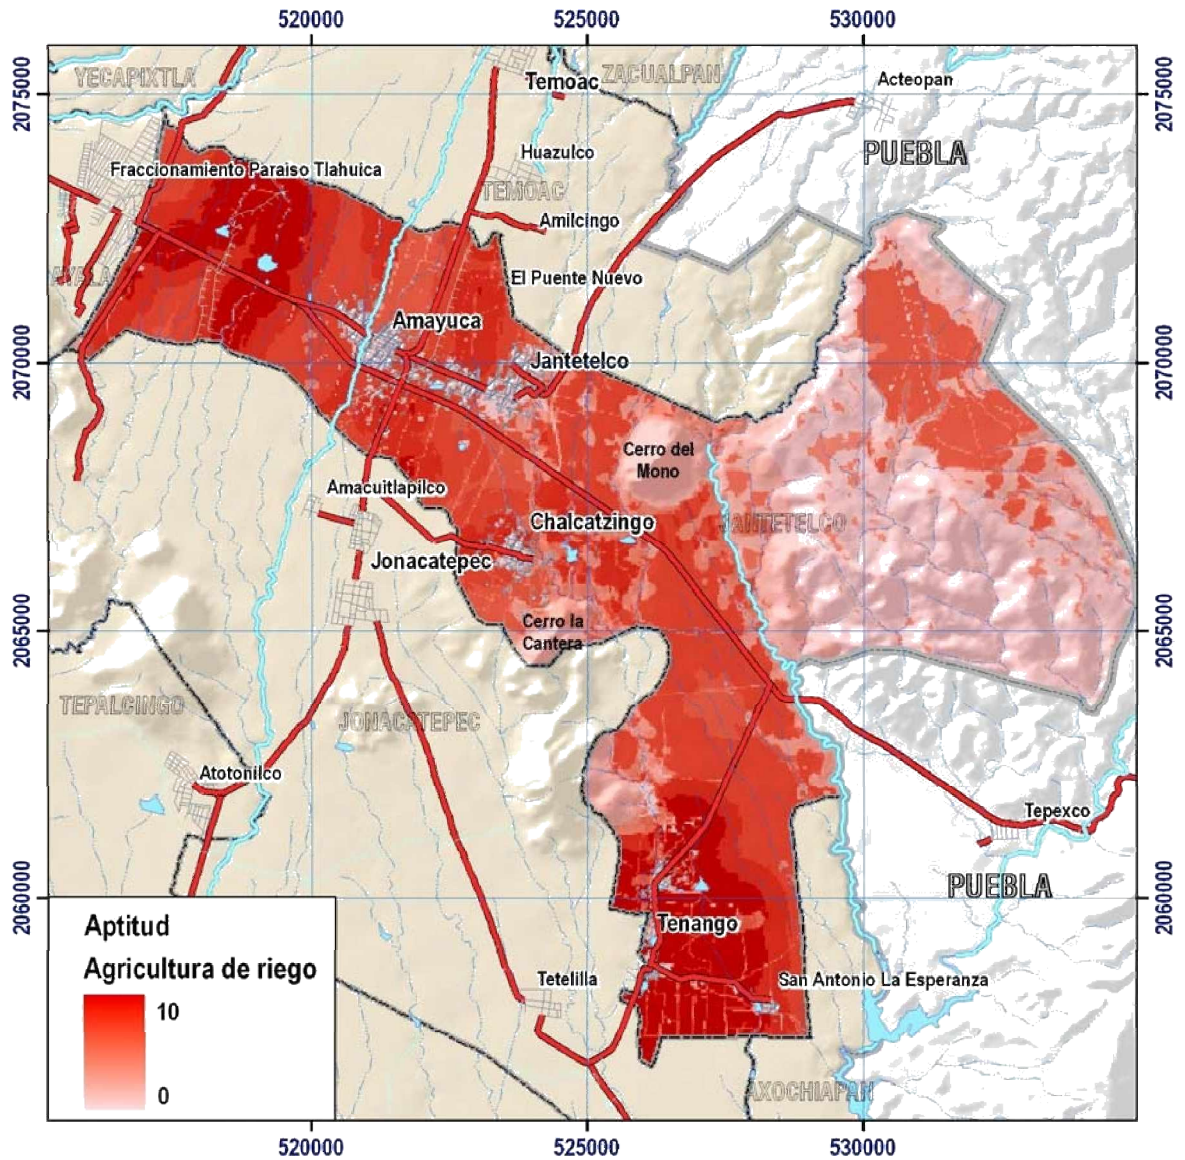 520000
525000
530000
YECAPIXTLA
Temoac
ZACUALPAN
Acteopan
2075000
2075000
PUEBLA
Huazulco
Fraccionamiento Paraiso Tlahuica
TEMOAC
Amilcingo
AYALA
El Puente Nuevo
Amayuca
2070000
Jantetelco
2070000
Cerro del
Mono
Amacuitlapilco
Chalcatzingo
JANTETELCO
Jonacatepec
2065000
Cerro la
Cantera
2065000
TEPALCINGO
JONACATEPEC
Atotonilco
Tepexco
PUEBLA
2060000
2060000
Tenango
Aptitud
Agricultura de riego
10
0
Tetelilla
San Antonio La Esperanza
AXOCHIAPAN
520000
525000
530000